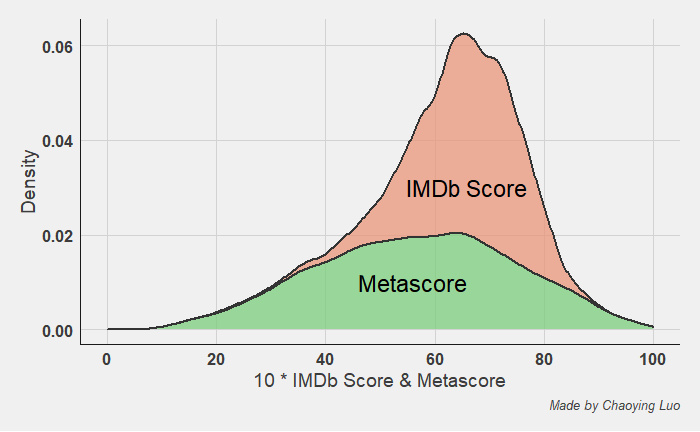 0.06
0.04
0.02
0.00
Density
IMDb Score
Metascore
0 20 40 60 80 100
10 * IMDb Score & Metascore
Made by Chaoying Luo